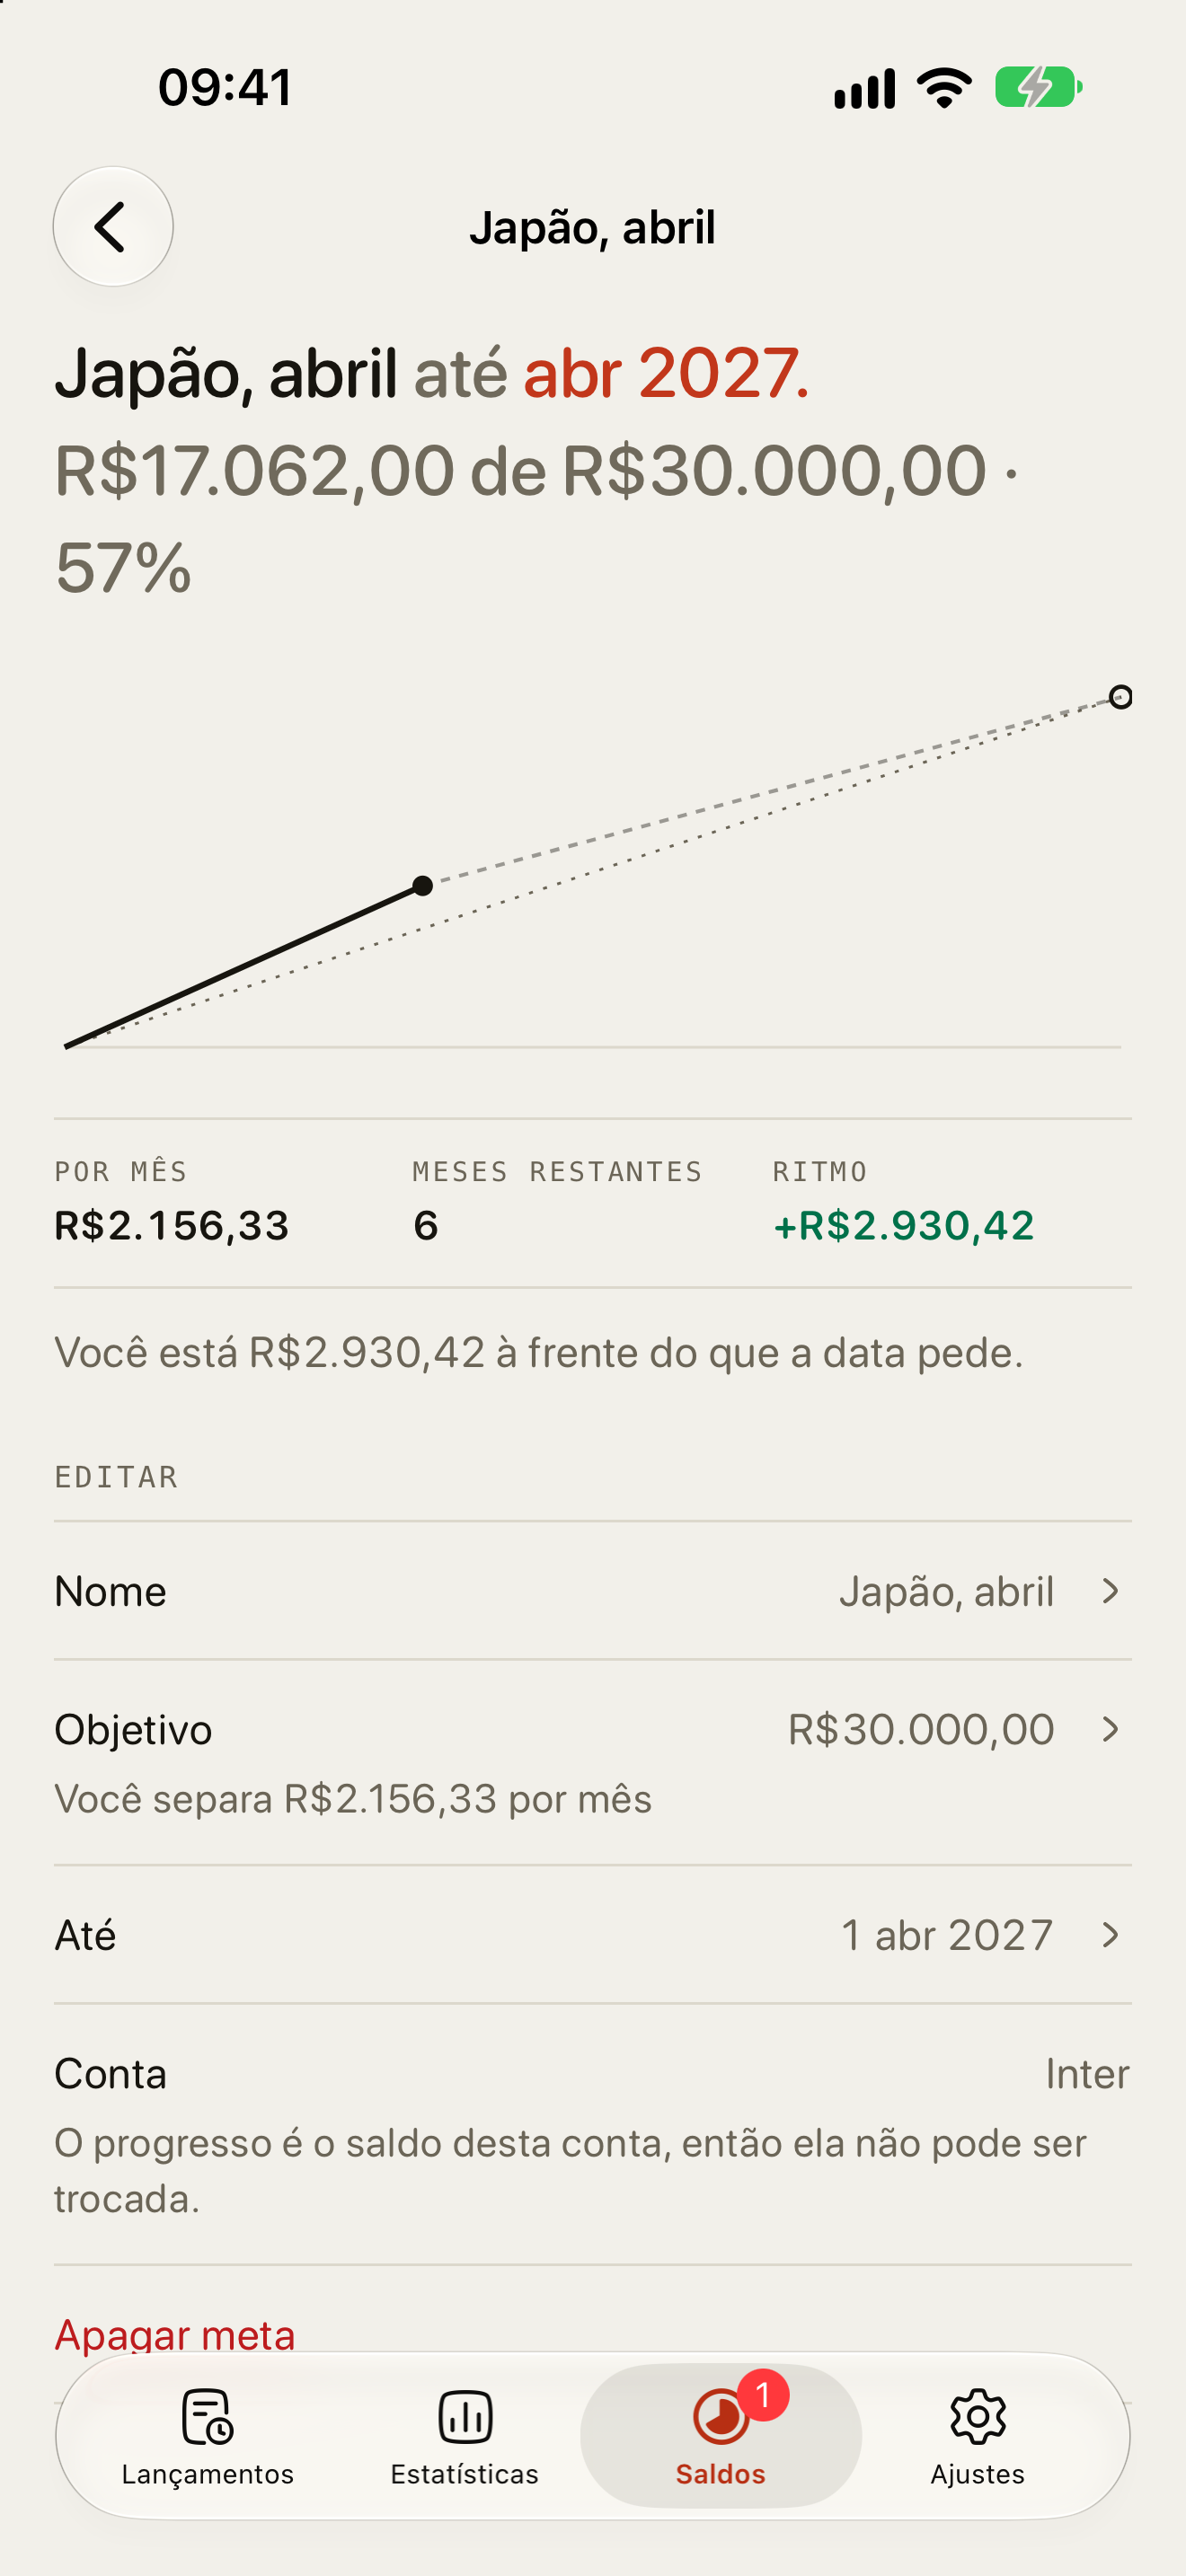 09:41
Japão, abril
Japão, abril até abr 2027.
R$17.062,00 de R$30.000,00 ·
57%
POR MÊS
MESES RESTANTES
RITMO
R$2.156,33
6
+R$2.930,42
Você está R$2.930,42 à frente do que a data pede.
EDITAR
Nome
Japão, abril
Objetivo
R$30.000,00
Você separa R$2.156,33 por mês
Até
1 abr 2027
Conta
Inter
O progresso é o saldo desta conta, então ela não pode ser
trocada.
Apagar meta
1
Lançamentos
Estatísticas
Saldos
Ajustes